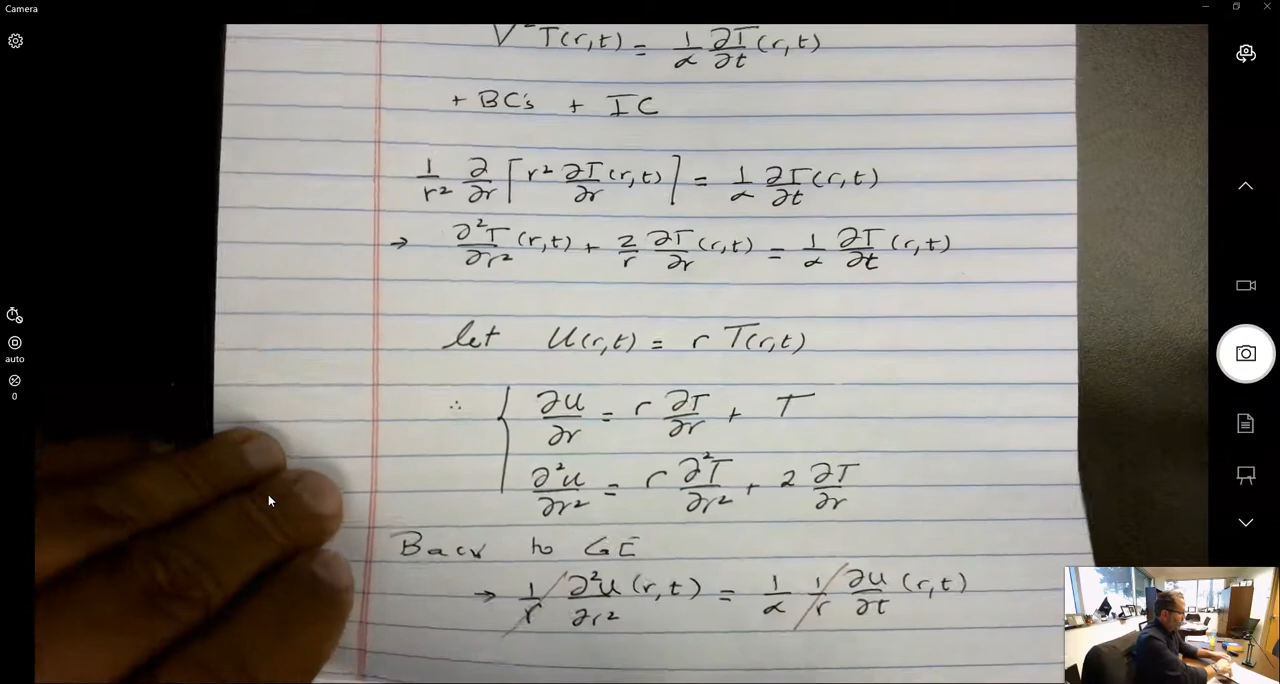 Camera
∇²T(r,t) = 1/α ∂T/∂t (r,t)
+ BC's + IC
1/r² ∂/∂r [r² ∂T/∂r (r,t)] = 1/α ∂T/∂t (r,t)
→ ∂²T/∂r² (r,t) + 2/r ∂T/∂r (r,t) = 1/α ∂T/∂t (r,t)
let U(r,t) = r T(r,t)
∴ { ∂U/∂r = r ∂T/∂r + T
∂²U/∂r² = r ∂²T/∂r² + 2 ∂T/∂r
auto
0
Back to GE
→ 1/r ∂²U/∂r² (r,t) = 1/α 1/r ∂U/∂t (r,t)